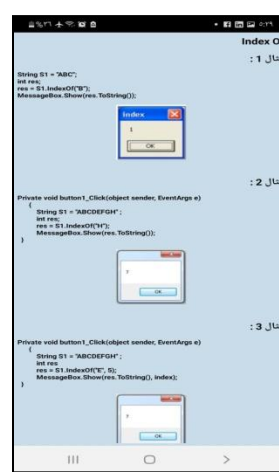 Index O
مثال 1 :
String S1 = "ABC";
int res;
res = S1.IndexOf("B");
MessageBox.Show(res.ToString());
Index
1
OK
مثال 2 :
Private void button1_Click(object sender, EventArgs e)
{
String S1 = "ABCDEFGH" ;
int res;
res = S1.IndexOf("H");
MessageBox.Show(res.ToString());
}
7
OK
مثال 3 :
Private void button1_Click(object sender, EventArgs e)
{
String S1 = "ABCDEFGH" ;
int res
res = S1.IndexOf("E", 5);
MessageBox.Show(res.ToString(), index);
}
OK